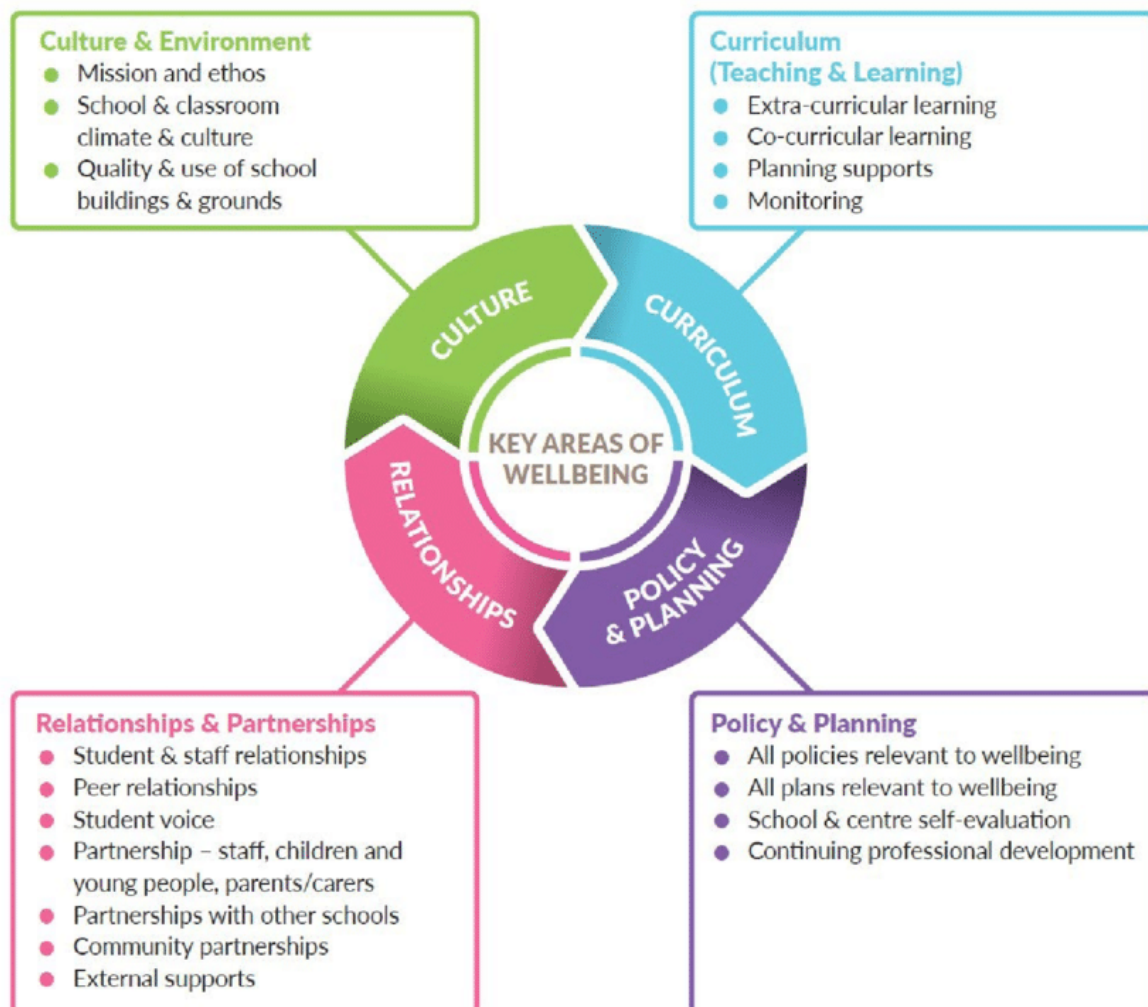 Culture & Environment
● Mission and ethos
● School & classroom
climate & culture
● Quality & use of school
buildings & grounds
Curriculum
(Teaching & Learning)
● Extra-curricular learning
● Co-curricular learning
● Planning supports
● Monitoring
CULTURE
CURRICULUM
KEY AREAS OF
WELLBEING
RELATIONSHIPS
POLICY
& PLANNING
Relationships & Partnerships
● Student & staff relationships
● Peer relationships
● Student voice
● Partnership – staff, children and
young people, parents/carers
● Partnerships with other schools
● Community partnerships
● External supports
Policy & Planning
● All policies relevant to wellbeing
● All plans relevant to wellbeing
● School & centre self-evaluation
● Continuing professional development